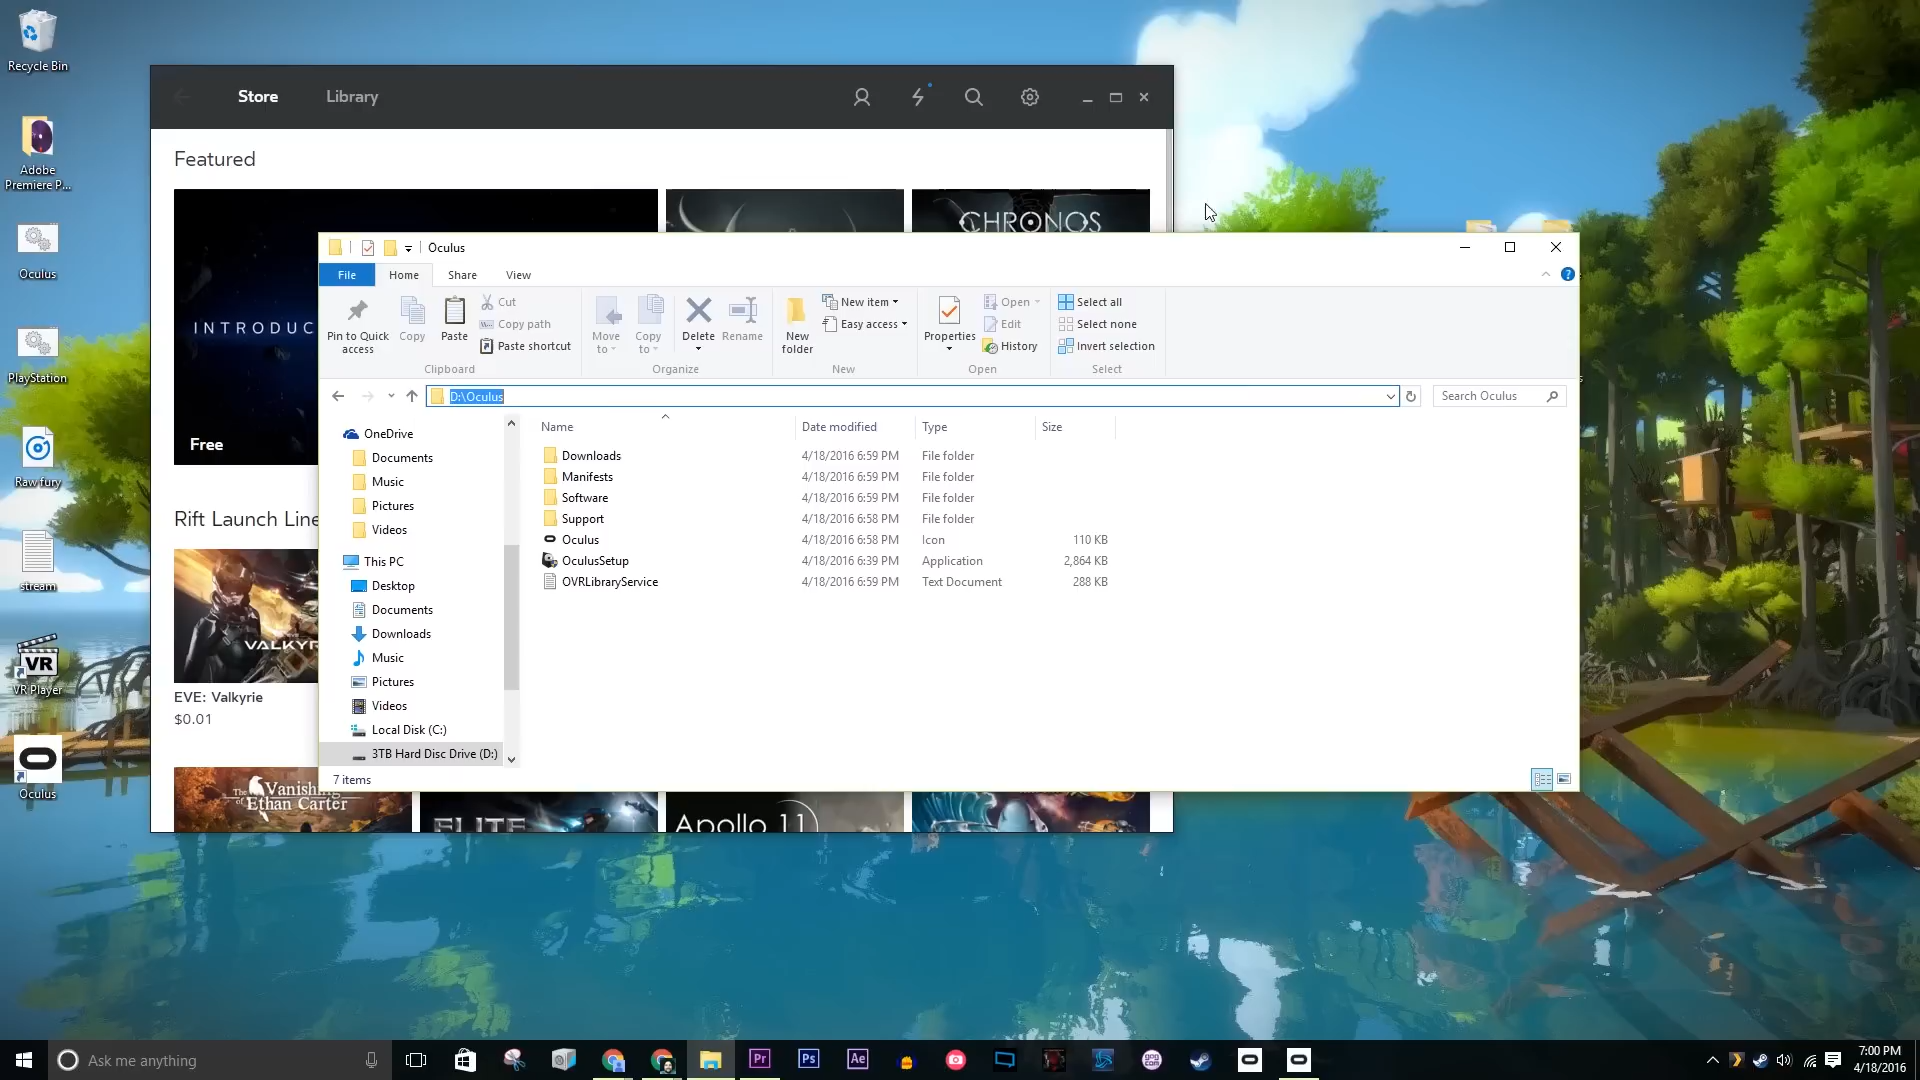 Recycle Bin
Adobe
Premiere P...
Oculus
PlayStation
Raw fury
stream
VR
VR Player
Oculus
Store
Library
Featured
INTRODUC
CHRONOS
Free
Rift Launch Line
VALKYR
EVE: Valkyrie
$0.01
The Vanishing
of Ethan Carter
ELITE
Apollo 11
Oculus
File
Home
Share
View
Pin to Quick
access
Copy
Paste
Cut
Copy path
Paste shortcut
Clipboard
Move
to
Copy
to
Delete
Rename
Organize
New
folder
New item
Easy access
New
Properties
Open
Edit
History
Open
Select all
Select none
Invert selection
Select
D:\Oculus
Search Oculus
OneDrive
Documents
Music
Pictures
Videos
This PC
Desktop
Documents
Downloads
Music
Pictures
Videos
Local Disk (C:)
3TB Hard Disc Drive (D:)
Name Date modified Type Size
Downloads 4/18/2016 6:59 PM File folder
Manifests 4/18/2016 6:59 PM File folder
Software 4/18/2016 6:59 PM File folder
Support 4/18/2016 6:58 PM File folder
Oculus 4/18/2016 6:58 PM Icon 110 KB
OculusSetup 4/18/2016 6:39 PM Application 2,864 KB
OVRLibraryService 4/18/2016 6:59 PM Text Document 288 KB
7 items
Ask me anything
Pr
Ps
Ae
gog
com
7:00 PM
4/18/2016